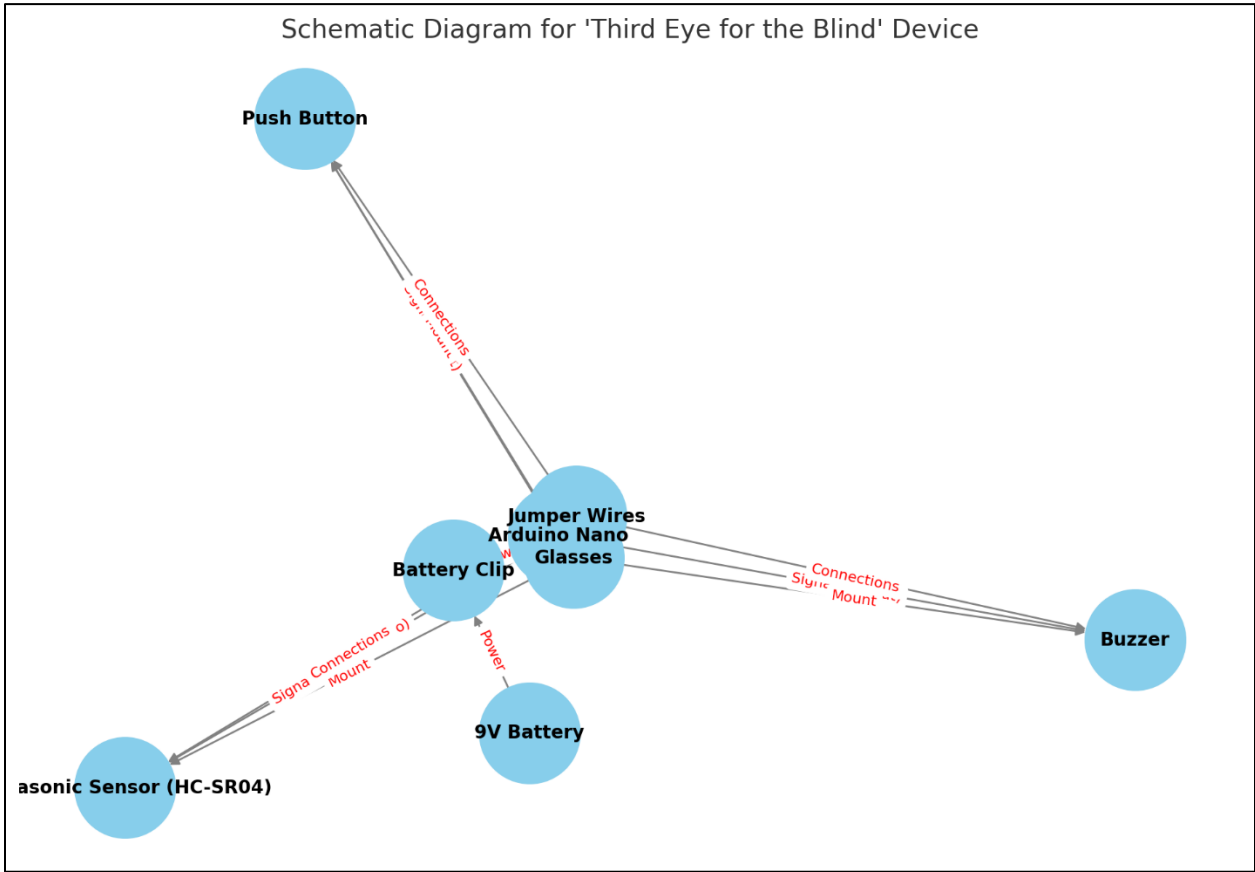 Schematic Diagram for 'Third Eye for the Blind' Device
Push Button
Connections
Jumper Wires
Arduino Nano
Glasses
Battery Clip
Connections
Mount
Buzzer
Connections
Mount
Power
9V Battery
asonic Sensor (HC-SR04)